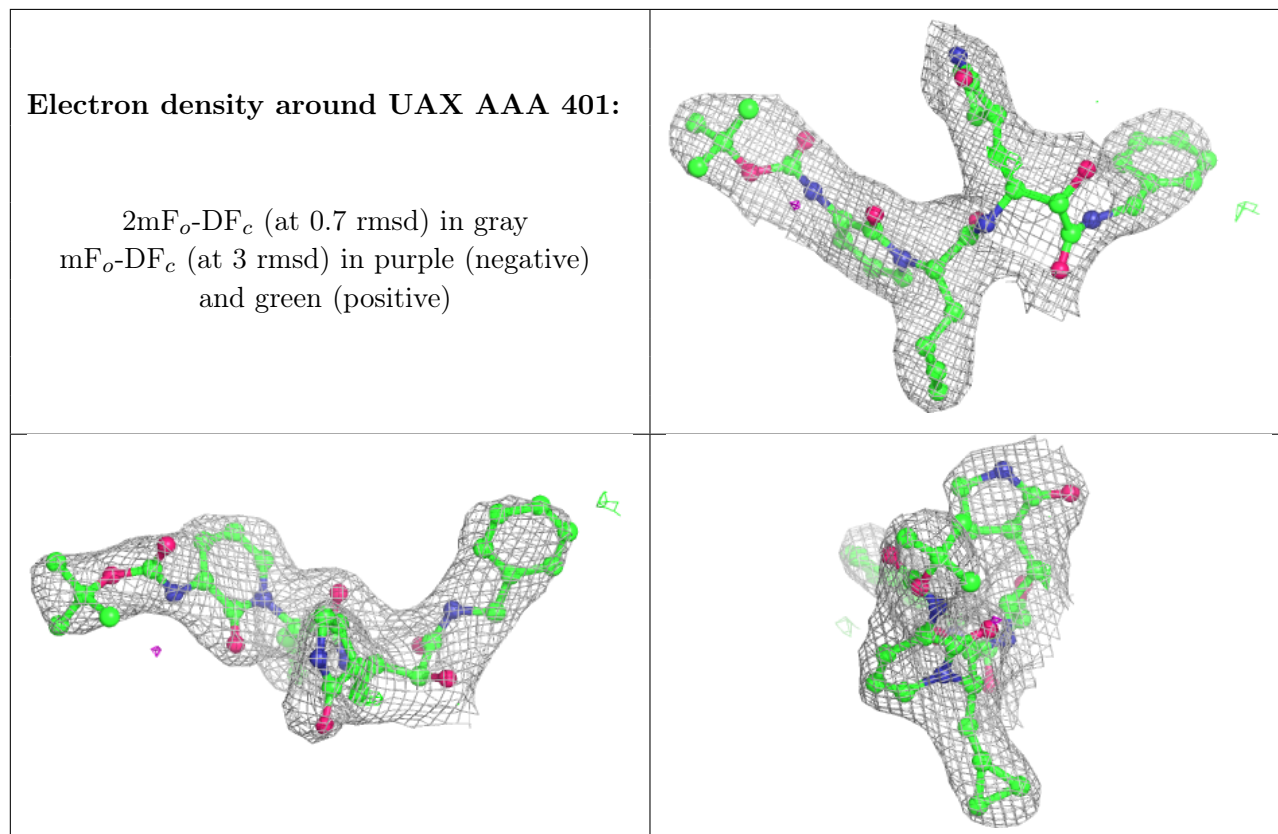 Electron density around UAX AAA 401:
2mFₒ-DF𝒸 (at 0.7 rmsd) in gray
mFₒ-DF𝒸 (at 3 rmsd) in purple (negative)
and green (positive)